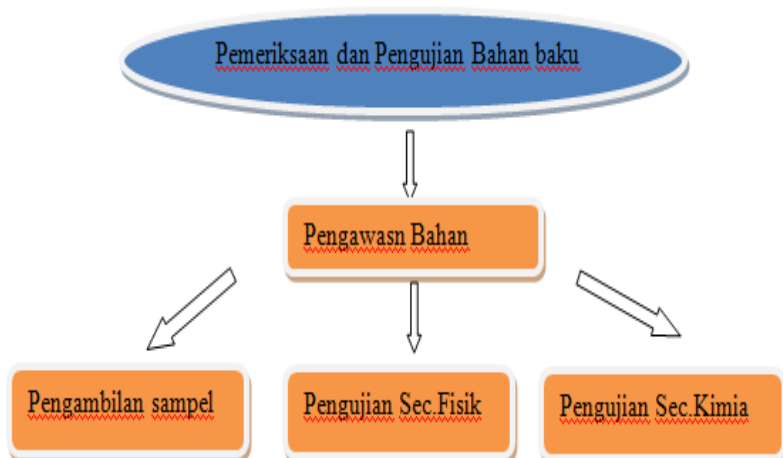 Pemeriksaan dan Pengujian Bahan baku
Pengawasn Bahan
Pengambilan sampel
Pengujian Sec.Fisik
Pengujian Sec.Kimia